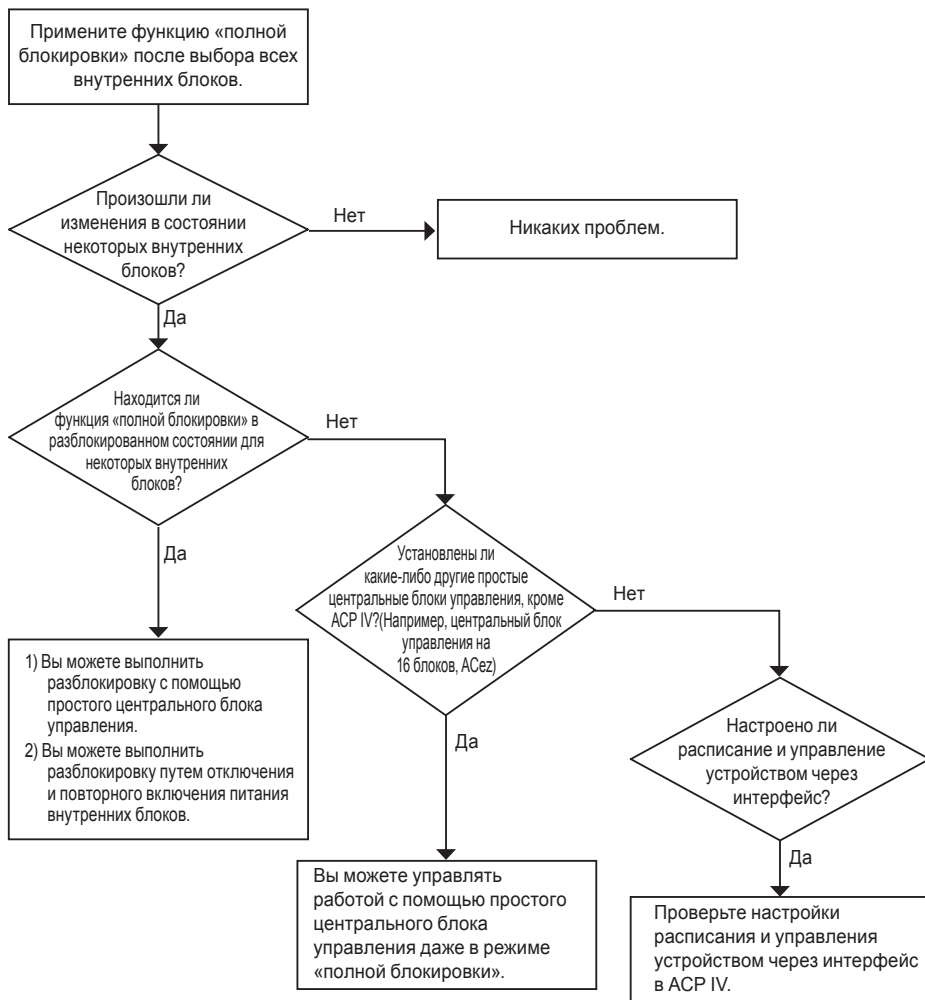 Примените функцию «полной
блокировки» после выбора всех
внутренних блоков.
Произошли ли
изменения в состоянии
некоторых внутренних
блоков?
Нет
Никаких проблем.
Да
Находится ли
функция «полной блокировки» в
разблокированном состоянии для
некоторых внутренних
блоков?
Нет
Да
Установлены ли
какие-либо другие простые
центральные блоки управления, кроме
ACP IV?(Например, центральный блок
управления на
16 блоков, ACez)
Нет
1) Вы можете выполнить
разблокировку с помощью
простого центрального блока
управления.
2) Вы можете выполнить
разблокировку путем отключения
и повторного включения питания
внутренних блоков.
Да
Настроено ли
расписание и управление
устройством через
интерфейс?
Да
Вы можете управлять
работой с помощью простого
центрального блока
управления даже в режиме
«полной блокировки».
Проверьте настройки
расписания и управления
устройством через интерфейс
в ACP IV.